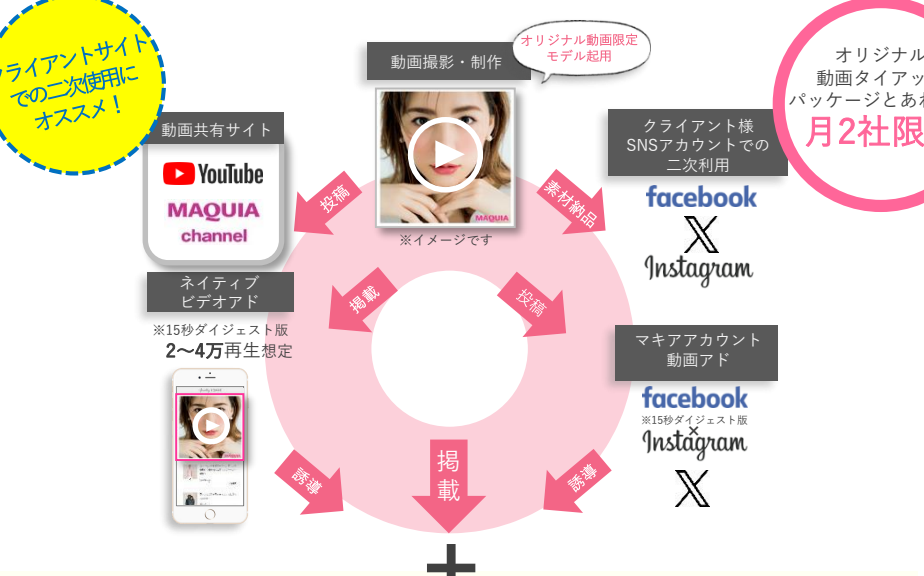 クライアントサイト
での二次使用に
オススメ！
動画撮影・制作
オリジナル動画限定
モデル起用
オリジナル
動画タイアッ
パッケージとあわ
月2社限
動画共有サイト
YouTube
MAQUIA
channel
MAQUIA
※イメージです
クライアント様
SNSアカウントでの
二次利用
facebook
X
Instagram
投稿
素材納品
掲載
投稿
ネイティブ
ビデオアド
※15秒ダイジェスト版
2〜4万再生想定
マキアアカウント
動画アド
facebook
※15秒ダイジェスト版
×
Instagram
X
誘導
掲載
誘導
+